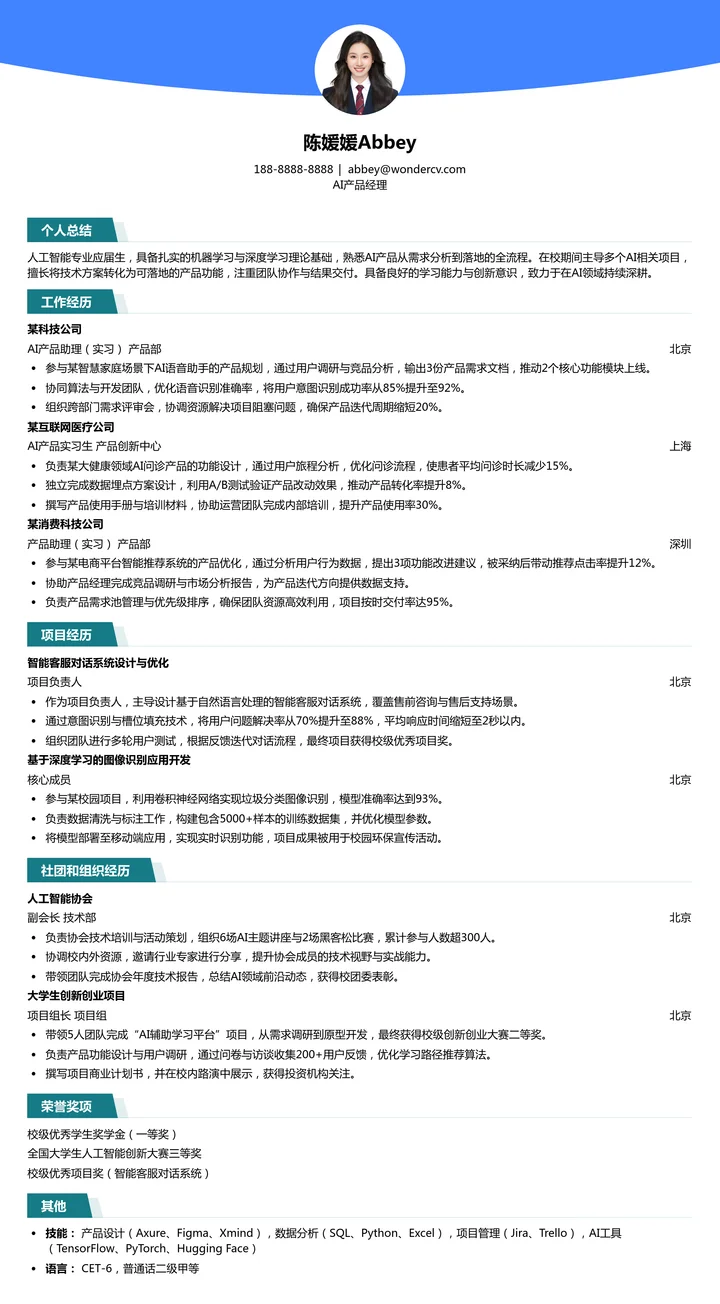 陈媛媛Abbey
188-8888-8888 | abbey@wondercv.com
AI产品经理
个人总结
人工智能专业应届生，具备扎实的机器学习与深度学习理论基础，熟悉AI产品从需求分析到落地的全流程。在校期间主导多个AI相关项目，
擅长将技术方案转化为可落地的产品功能，注重团队协作与结果交付。具备良好的学习能力与创新意识，致力于在AI领域持续深耕。
工作经历
某科技公司
AI产品助理（实习） 产品部 北京
• 参与某智慧家庭场景下AI语音助手的产品规划，通过用户调研与竞品分析，输出3份产品需求文档，推动2个核心功能模块上线。
• 协同算法与开发团队，优化语音识别准确率，将用户意图识别成功率从85%提升至92%。
• 组织跨部门需求评审会，协调资源解决项目阻塞问题，确保产品迭代周期缩短20%。
某互联网医疗公司
AI产品实习生 产品创新中心 上海
• 负责某大健康领域AI问诊产品的功能设计，通过用户旅程分析，优化问诊流程，使患者平均问诊时长减少15%。
• 独立完成数据埋点方案设计，利用A/B测试验证产品改动效果，推动产品转化率提升8%。
• 撰写产品使用手册与培训材料，协助运营团队完成内部培训，提升产品使用率30%。
某消费科技公司
产品助理（实习） 产品部 深圳
• 参与某电商平台智能推荐系统的产品优化，通过分析用户行为数据，提出3项功能改进建议，被采纳后带动推荐点击率提升12%。
• 协助产品经理完成竞品调研与市场分析报告，为产品迭代方向提供数据支持。
• 负责产品需求池管理与优先级排序，确保团队资源高效利用，项目按时交付率达95%。
项目经历
智能客服对话系统设计与优化
项目负责人 北京
• 作为项目负责人，主导设计基于自然语言处理的智能客服对话系统，覆盖售前咨询与售后支持场景。
• 通过意图识别与槽位填充技术，将用户问题解决率从70%提升至88%，平均响应时间缩短至2秒以内。
• 组织团队进行多轮用户测试，根据反馈迭代对话流程，最终项目获得校级优秀项目奖。
基于深度学习的图像识别应用开发
核心成员 北京
• 参与某校园项目，利用卷积神经网络实现垃圾分类图像识别，模型准确率达到93%。
• 负责数据清洗与标注工作，构建包含5000+样本的训练数据集，并优化模型参数。
• 将模型部署至移动端应用，实现实时识别功能，项目成果被用于校园环保宣传活动。
社团和组织经历
人工智能协会
副会长 技术部 北京
• 负责协会技术培训与活动策划，组织6场AI主题讲座与2场黑客松比赛，累计参与人数超300人。
• 协调校内外资源，邀请行业专家进行分享，提升协会成员的技术视野与实战能力。
• 带领团队完成协会年度技术报告，总结AI领域前沿动态，获得校团委表彰。
大学生创新创业项目
项目组长 项目组 北京
• 带领5人团队完成“AI辅助学习平台”项目，从需求调研到原型开发，最终获得校级创新创业大赛二等奖。
• 负责产品功能设计与用户调研，通过问卷与访谈收集200+用户反馈，优化学习路径推荐算法。
• 撰写项目商业计划书，并在校内路演中展示，获得投资机构关注。
荣誉奖项
校级优秀学生奖学金（一等奖）
全国大学生人工智能创新大赛三等奖
校级优秀项目奖（智能客服对话系统）
其他
• 技能： 产品设计（Axure、Figma、Xmind），数据分析（SQL、Python、Excel），项目管理（Jira、Trello），AI工具
（TensorFlow、PyTorch、Hugging Face）
• 语言： CET-6，普通话二级甲等